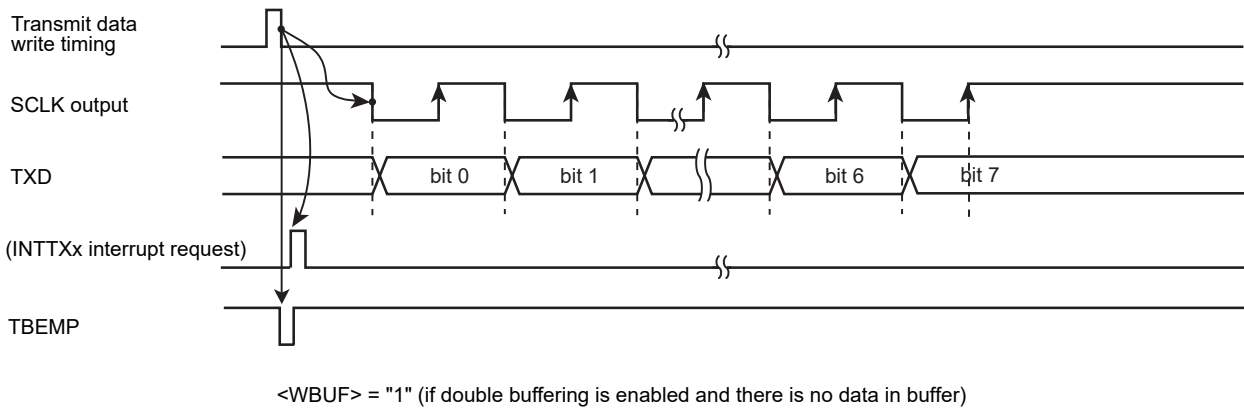 Transmit data
write timing
SCLK output
TXD
bit 0
bit 1
bit 6
bit 7
(INTTXx interrupt request)
TBEMP
<WBUF> = "1" (if double buffering is enabled and there is no data in buffer)